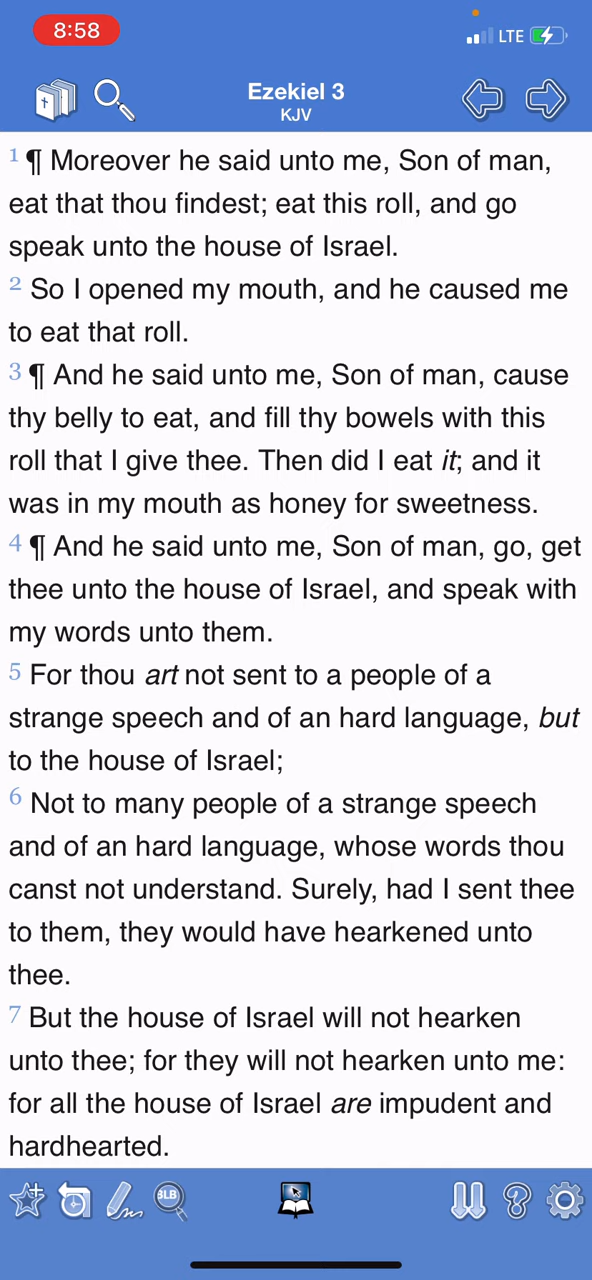 8:58
LTE
Ezekiel 3
KJV
1 ¶ Moreover he said unto me, Son of man,
eat that thou findest; eat this roll, and go
speak unto the house of Israel.
2 So I opened my mouth, and he caused me
to eat that roll.
3 ¶ And he said unto me, Son of man, cause
thy belly to eat, and fill thy bowels with this
roll that I give thee. Then did I eat it; and it
was in my mouth as honey for sweetness.
4 ¶ And he said unto me, Son of man, go, get
thee unto the house of Israel, and speak with
my words unto them.
5 For thou art not sent to a people of a
strange speech and of an hard language, but
to the house of Israel;
6 Not to many people of a strange speech
and of an hard language, whose words thou
canst not understand. Surely, had I sent thee
to them, they would have hearkened unto
thee.
7 But the house of Israel will not hearken
unto thee; for they will not hearken unto me:
for all the house of Israel are impudent and
hardhearted.
BLB